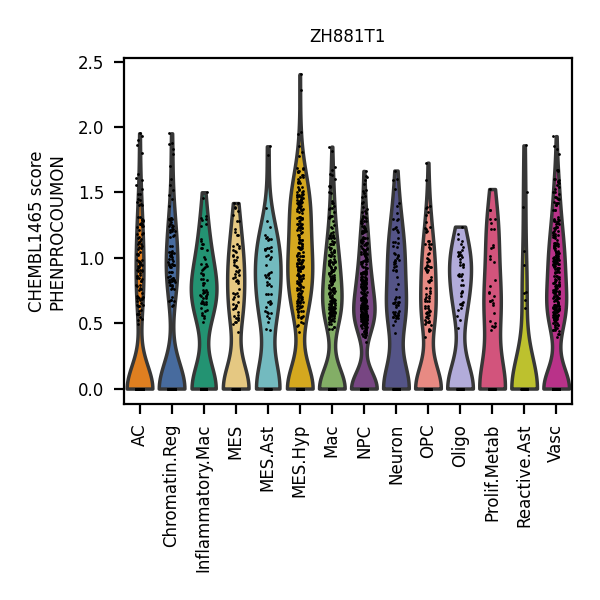 ZH881T1
CHEMBL1465 score
PHENPROCOUMON
2.5
2.0
1.5
1.0
0.5
0.0
AC
Chromatin.Reg
Inflammatory.Mac
MES
MES.Ast
MES.Hyp
Mac
NPC
Neuron
OPC
Oligo
Prolif.Metab
Reactive.Ast
Vasc